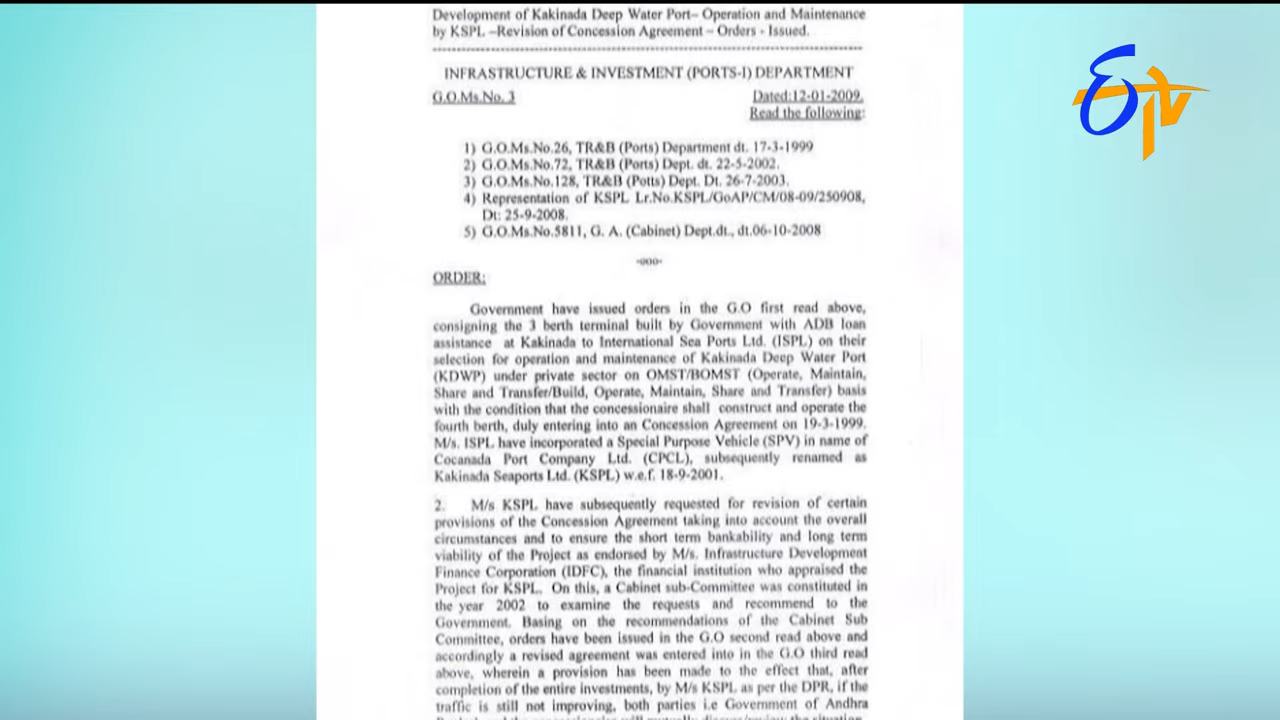 Development of Kakinada Deep Water Port– Operation and Maintenance
by KSPL –Revision of Concession Agreement – Orders - Issued.
INFRASTRUCTURE & INVESTMENT (PORTS-I) DEPARTMENT
G.O.Ms.No. 3 Dated:12-01-2009.
Read the following:
1) G.O.Ms.No.26, TR&B (Ports) Department dt. 17-3-1999
2) G.O.Ms.No.72, TR&B (Ports) Dept. dt. 22-5-2002.
3) G.O.Ms.No.128, TR&B (Potts) Dept. Dt. 26-7-2003.
4) Representation of KSPL Lr.No.KSPL/GoAP/CM/08-09/250908,
Dt: 25-9-2008.
5) G.O.Ms.No.5811, G. A. (Cabinet) Dept.dt., dt.06-10-2008
-ooo-
ORDER:
Government have issued orders in the G.O first read above,
consigning the 3 berth terminal built by Government with ADB loan
assistance at Kakinada to International Sea Ports Ltd. (ISPL) on their
selection for operation and maintenance of Kakinada Deep Water Port
(KDWP) under private sector on OMST/BOMST (Operate, Maintain,
Share and Transfer/Build, Operate, Maintain, Share and Transfer) basis
with the condition that the concessionaire shall construct and operate the
fourth berth, duly entering into an Concession Agreement on 19-3-1999.
M/s. ISPL have incorporated a Special Purpose Vehicle (SPV) in name of
Cocanada Port Company Ltd. (CPCL), subsequently renamed as
Kakinada Seaports Ltd. (KSPL) w.e.f. 18-9-2001.
2. M/s KSPL have subsequently requested for revision of certain
provisions of the Concession Agreement taking into account the overall
circumstances and to ensure the short term bankability and long term
viability of the Project as endorsed by M/s. Infrastructure Development
Finance Corporation (IDFC), the financial institution who appraised the
Project for KSPL. On this, a Cabinet sub-Committee was constituted in
the year 2002 to examine the requests and recommend to the
Government. Basing on the recommendations of the Cabinet Sub
Committee, orders have been issued in the G.O second read above and
accordingly a revised agreement was entered into in the G.O third read
above, wherein a provision has been made to the effect that, after
completion of the entire investments, by M/s KSPL as per the DPR, if the
traffic is still not improving, both parties i.e Government of Andhra
ETV